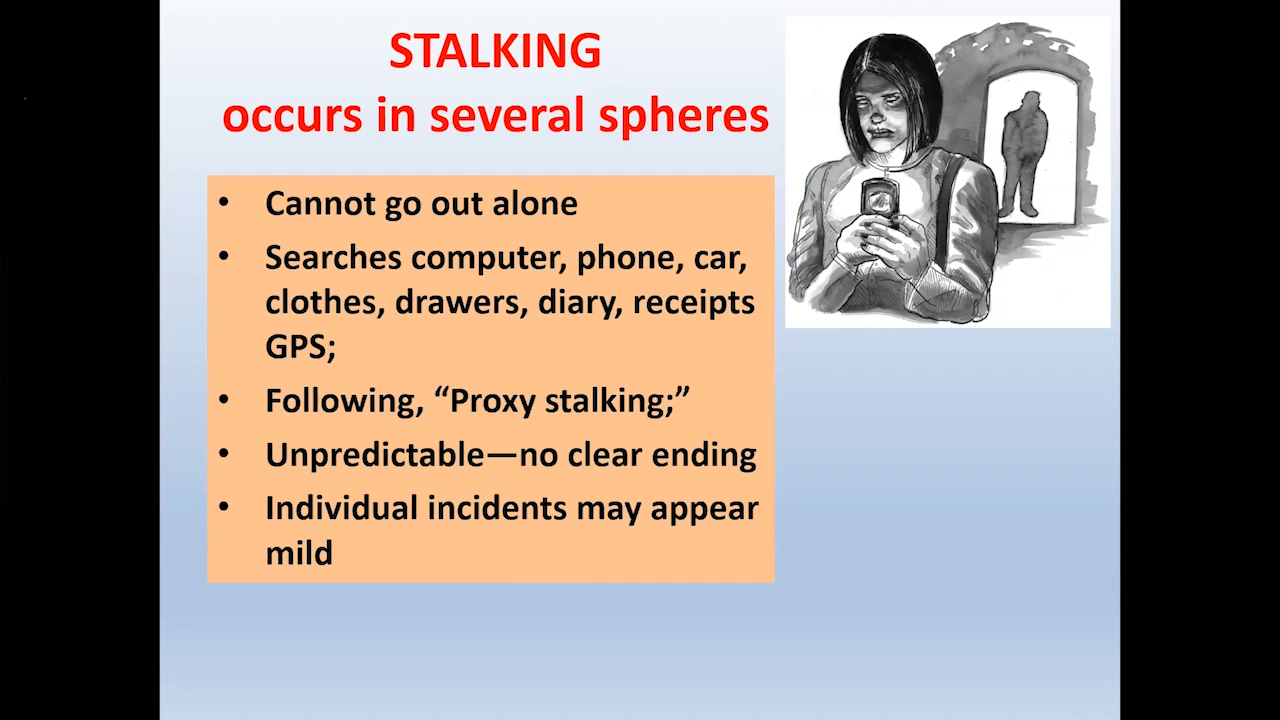 STALKING
occurs in several spheres
• Cannot go out alone
• Searches computer, phone, car,
clothes, drawers, diary, receipts
GPS;
• Following, “Proxy stalking;”
• Unpredictable—no clear ending
• Individual incidents may appear
mild